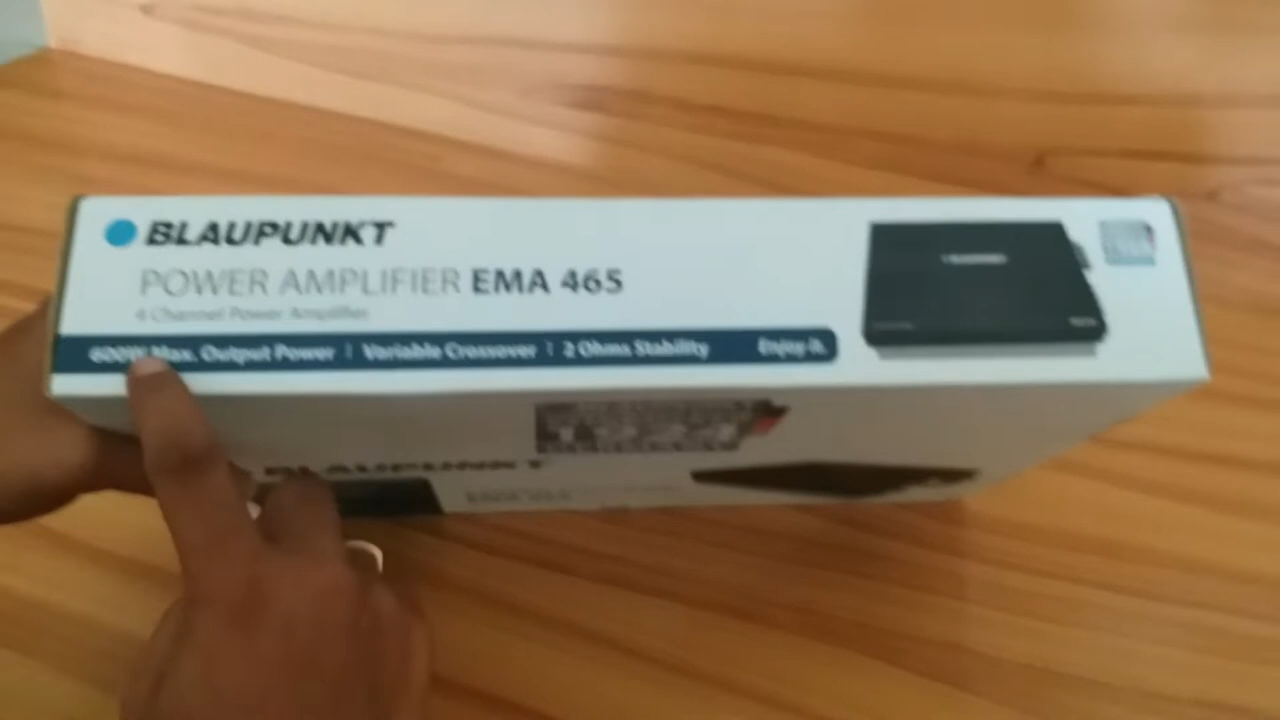 BLAUPUNKT
POWER AMPLIFIER EMA 465
4 Channel Power Amplifier
600W Max. Output Power | Variable Crossover | 2 Ohms Stability Enjoy it.
BLAUPUNKT